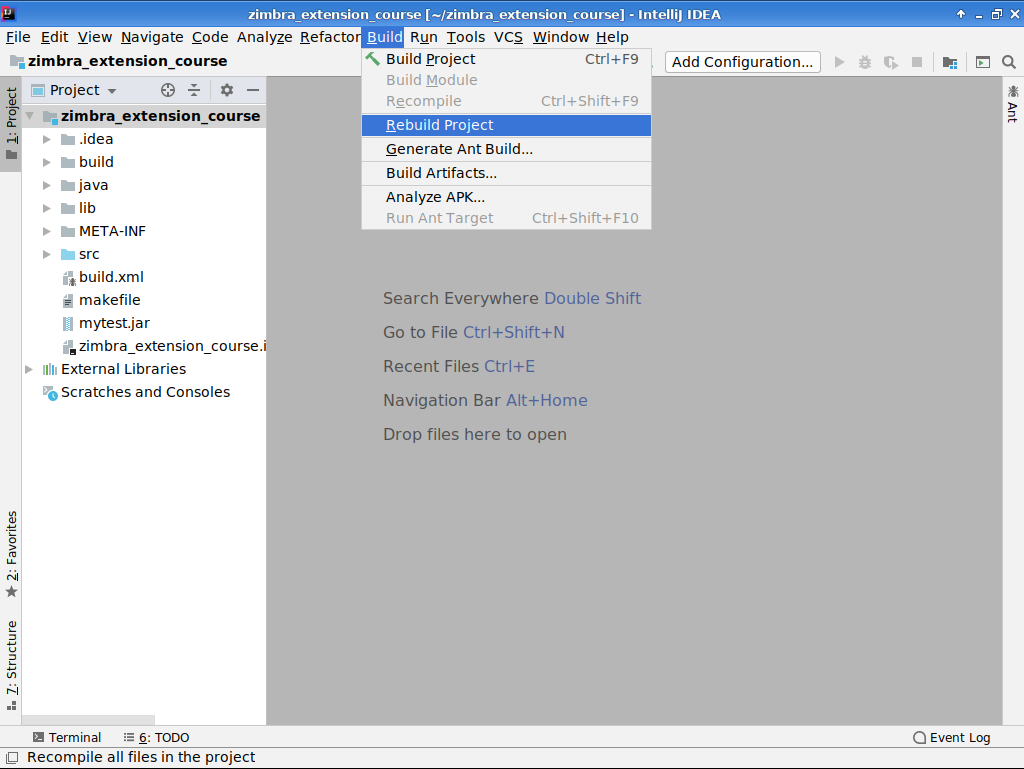 zimbra_extension_course [~/zimbra_extension_course] - IntelliJ IDEA
File Edit View Navigate Code Analyze Refactor Build Run Tools VCS Window Help
zimbra_extension_course
Add Configuration...
Build Project Ctrl+F9
Build Module
Recompile Ctrl+Shift+F9
Rebuild Project
Generate Ant Build...
Build Artifacts...
Analyze APK...
Run Ant Target Ctrl+Shift+F10
1: Project
Project
zimbra_extension_course
.idea
build
java
lib
META-INF
src
build.xml
makefile
mytest.jar
zimbra_extension_course.i
External Libraries
Scratches and Consoles
Search Everywhere Double Shift
Go to File Ctrl+Shift+N
Recent Files Ctrl+E
Navigation Bar Alt+Home
Drop files here to open
Ant
2: Favorites
7: Structure
Terminal
6: TODO
Event Log
Recompile all files in the project